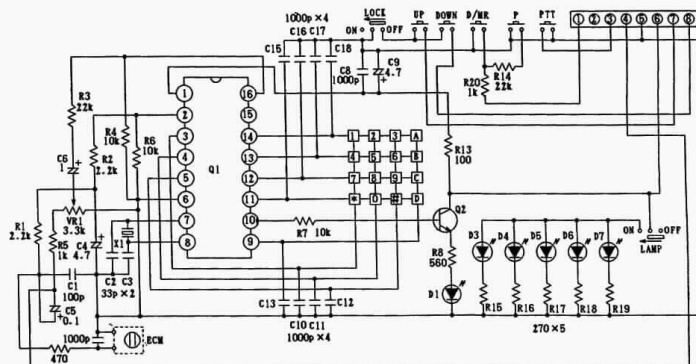 1000p ×4
LOCK
ON OFF
UP DOWN D/MR P PTT
1 2 3 4 5 6 7 8
C15 C16 C17 C18
C8
1000p
C9
4.7
R20
1k
R14
22k
R3
22k
R4
10k
R6
10k
R2
2.2k
C6
1
R1
2.2k
VR1
3.3k
R5
1k
C4
4.7
X1
C1
100p
C2 C3
33p × 2
C5
0.1
1000p
470
ECM
Q1
1 16
2 15
3 14
4 13
5 12
6 11
7 10
8 9
1 2 3 A
4 5 6 B
7 8 9 C
* 0 # D
R7 10k
R13
100
Q2
R8
560
D1
D3 D4 D5 D6 D7
ON OFF
LAMP
R15 R16 R17 R18 R19
270 × 5
C13
C10 C11
C12
1000p × 4